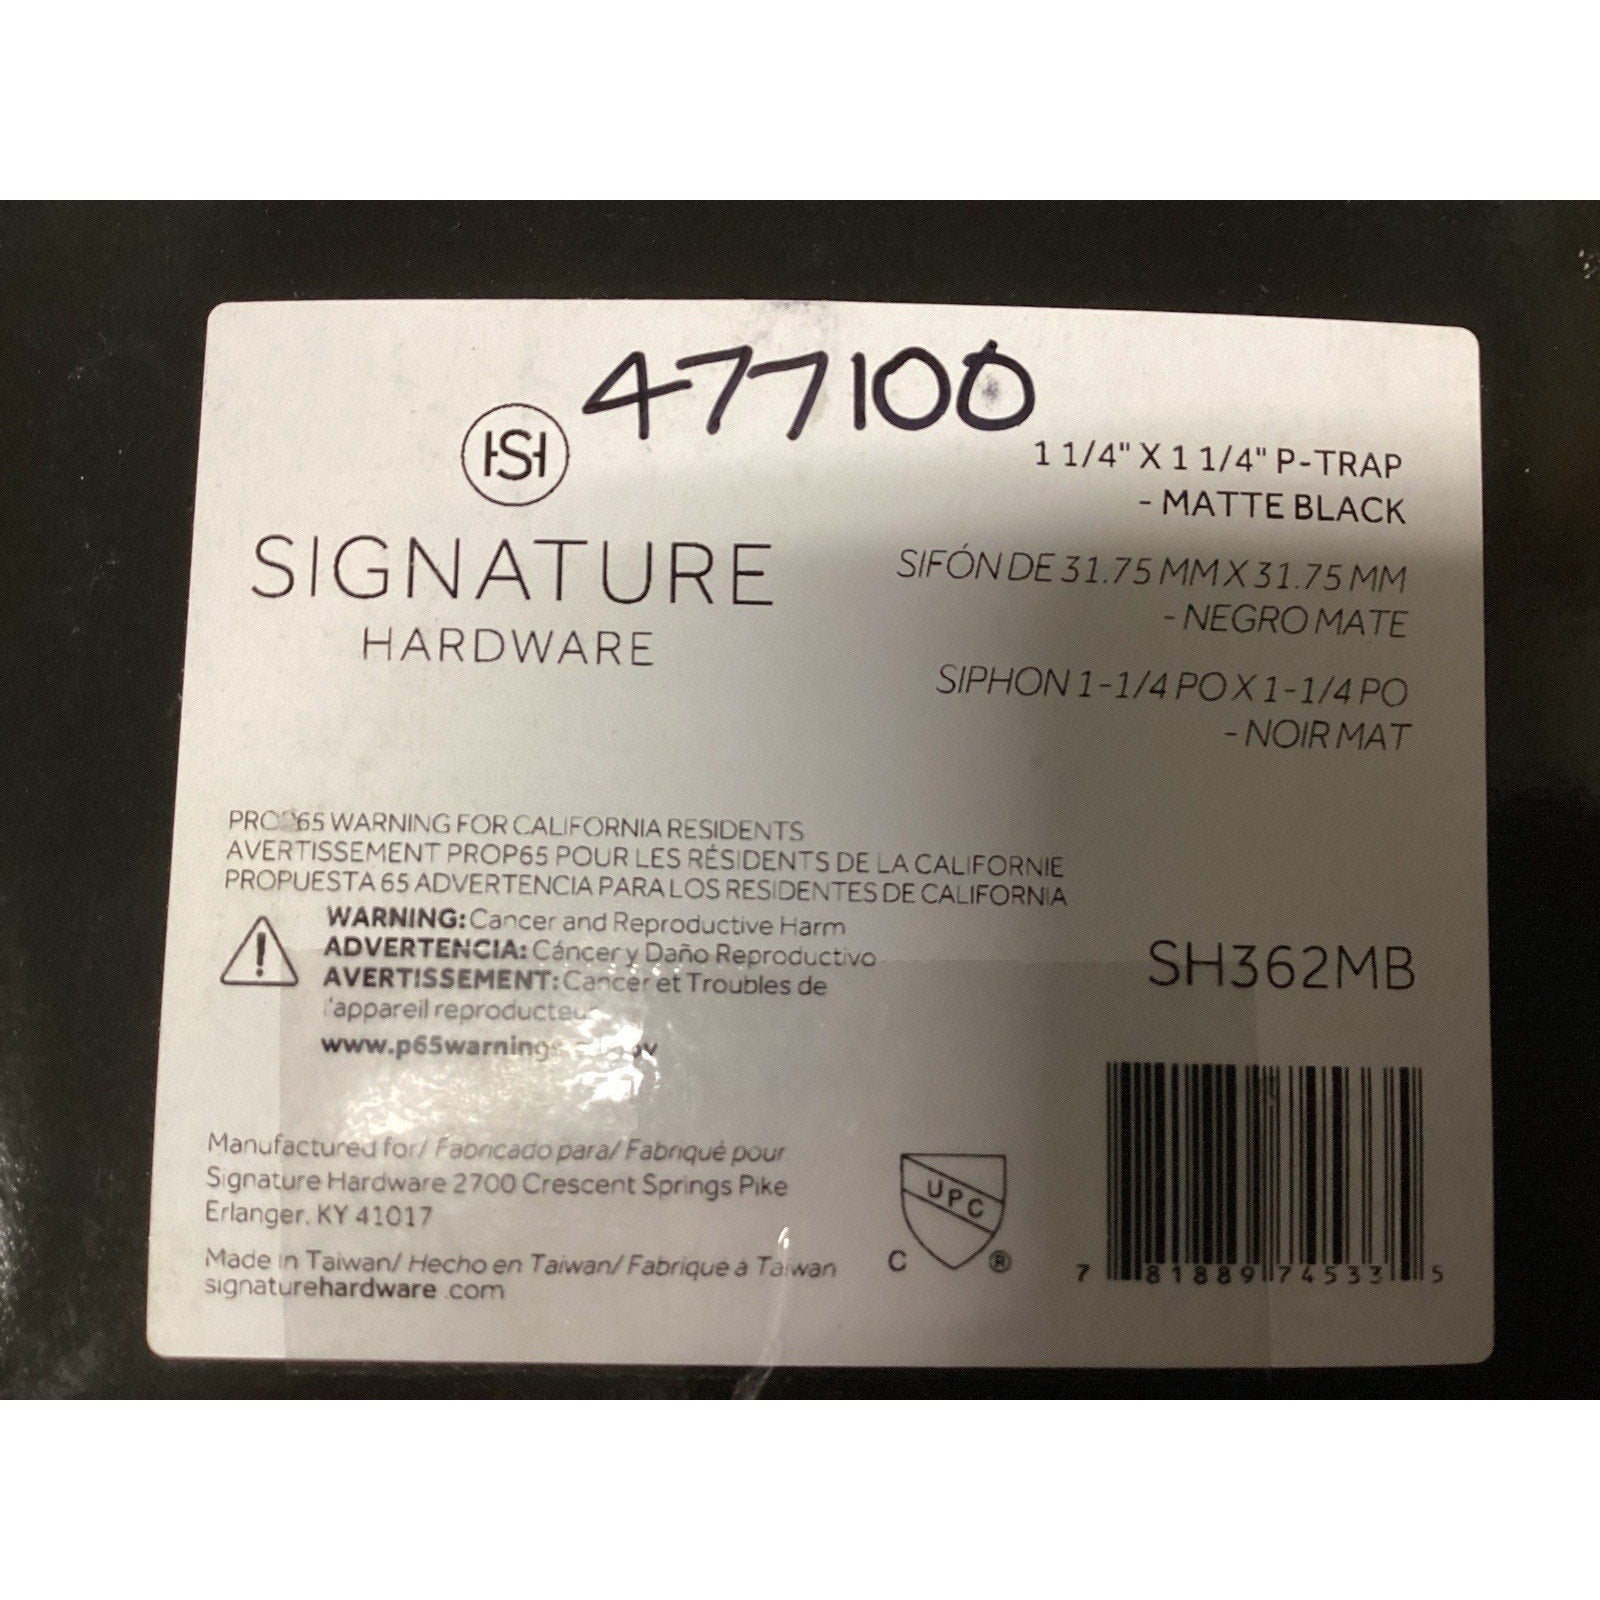 477100
SH
SIGNATURE
HARDWARE
1 1/4" X 1 1/4" P-TRAP
- MATTE BLACK
SIFÓN DE 31.75 MM X 31.75 MM
- NEGRO MATE
SIPHON 1-1/4 PO X 1-1/4 PO
- NOIR MAT
PROP65 WARNING FOR CALIFORNIA RESIDENTS
AVERTISSEMENT PROP65 POUR LES RÉSIDENTS DE LA CALIFORNIE
PROPUESTA 65 ADVERTENCIA PARA LOS RESIDENTES DE CALIFORNIA
WARNING: Cancer and Reproductive Harm
ADVERTENCIA: Cáncer y Daño Reproductivo
AVERTISSEMENT: Cancer et Troubles de
l'appareil reproducteur
SH362MB
Manufactured for/ Fabricado para/ Fabriqué pour
Signature Hardware 2700 Crescent Springs Pike
Erlanger, KY 41017
Made in Taiwan/ Hecho en Taiwan/ Fabriqué à Taiwan
signaturehardware.com
C UPC ®
7 81889 74533 5